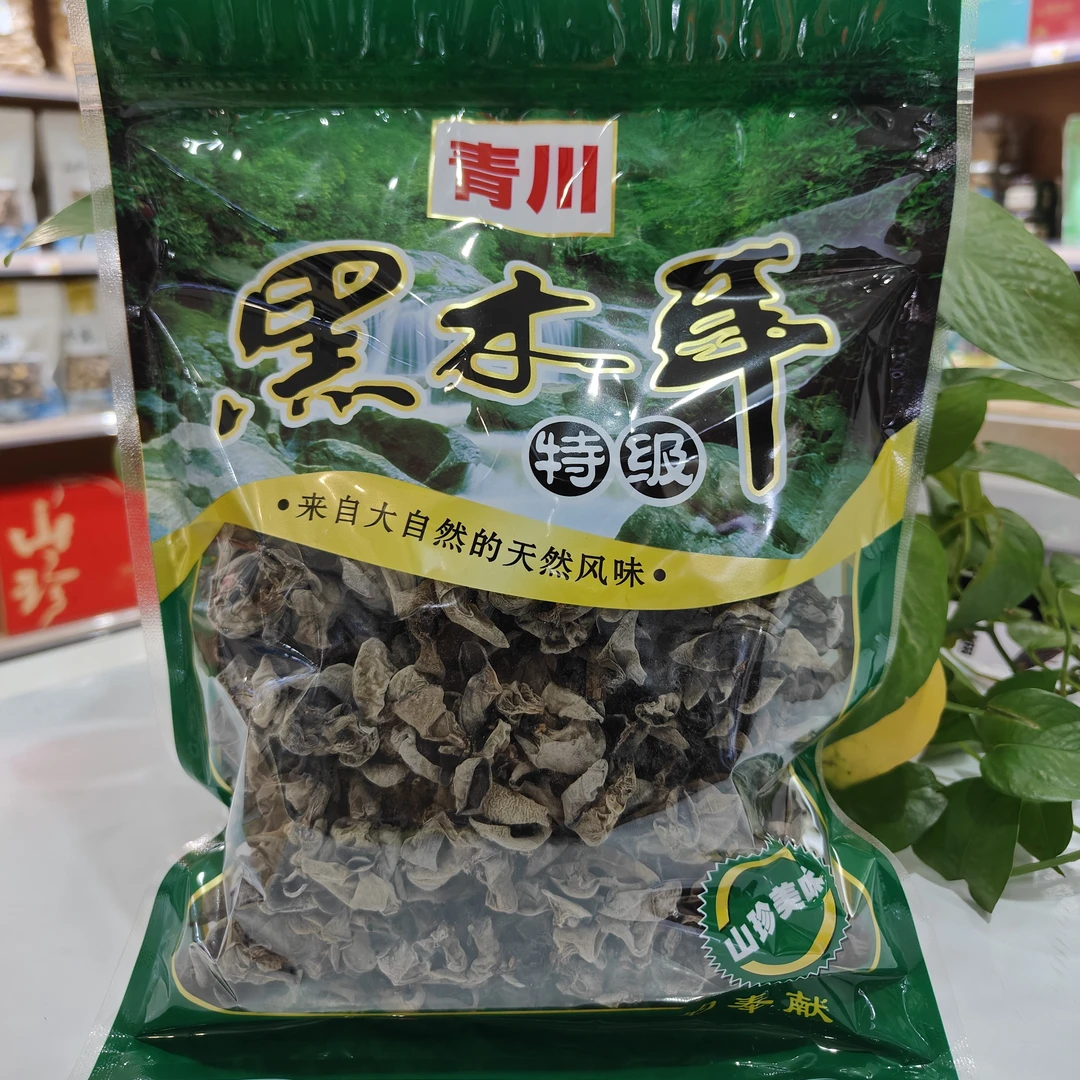 青川
黑木耳
特级
•来自大自然的天然风味•
山珍
山珍美味
奉献